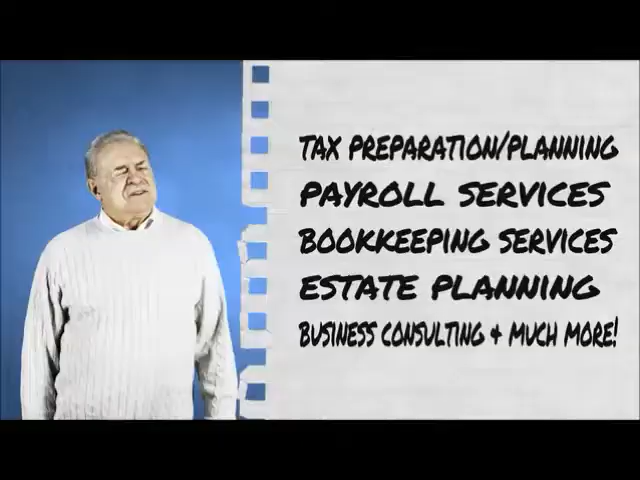 TAX PREPARATION/PLANNING
PAYROLL SERVICES
BOOKKEEPING SERVICES
ESTATE PLANNING
BUSINESS CONSULTING & MUCH MORE!